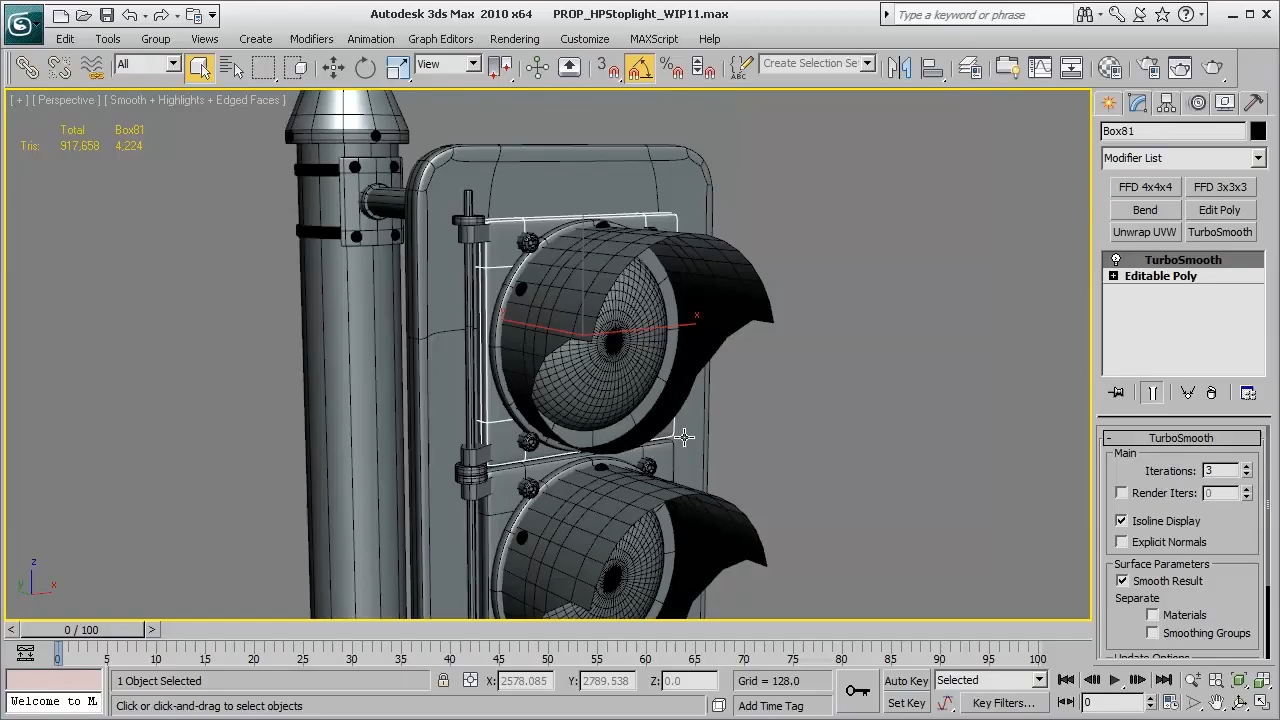 Autodesk 3ds Max 2010 x64 PROP_HPStoplight_WIP11.max
Type a keyword or phrase
Edit Tools Group Views Create Modifiers Animation Graph Editors Rendering Customize MAXScript Help
All View 3 % ABC Create Selection Se
[ + ] [ Perspective ] [ Smooth + Highlights + Edged Faces ]
Total Box81
Tris: 917,658 4,224
x
z
y x
Box81
Modifier List
FFD 4x4x4 FFD 3x3x3
Bend Edit Poly
Unwrap UVW TurboSmooth
TurboSmooth
Editable Poly
- TurboSmooth
Main
Iterations: 3
Render Iters: 0
Isoline Display
Explicit Normals
Surface Parameters
Smooth Result
Separate
Materials
Smoothing Groups
Update Options
< 0 / 100 >
0 5 10 15 20 25 30 35 40 45 50 55 60 65 70 75 80 85 90 95 100
1 Object Selected X: 2578.085 Y: 2789.538 Z: 0.0 Grid = 128.0 Auto Key Selected
Welcome to M Click or click-and-drag to select objects Add Time Tag Set Key Key Filters... 0